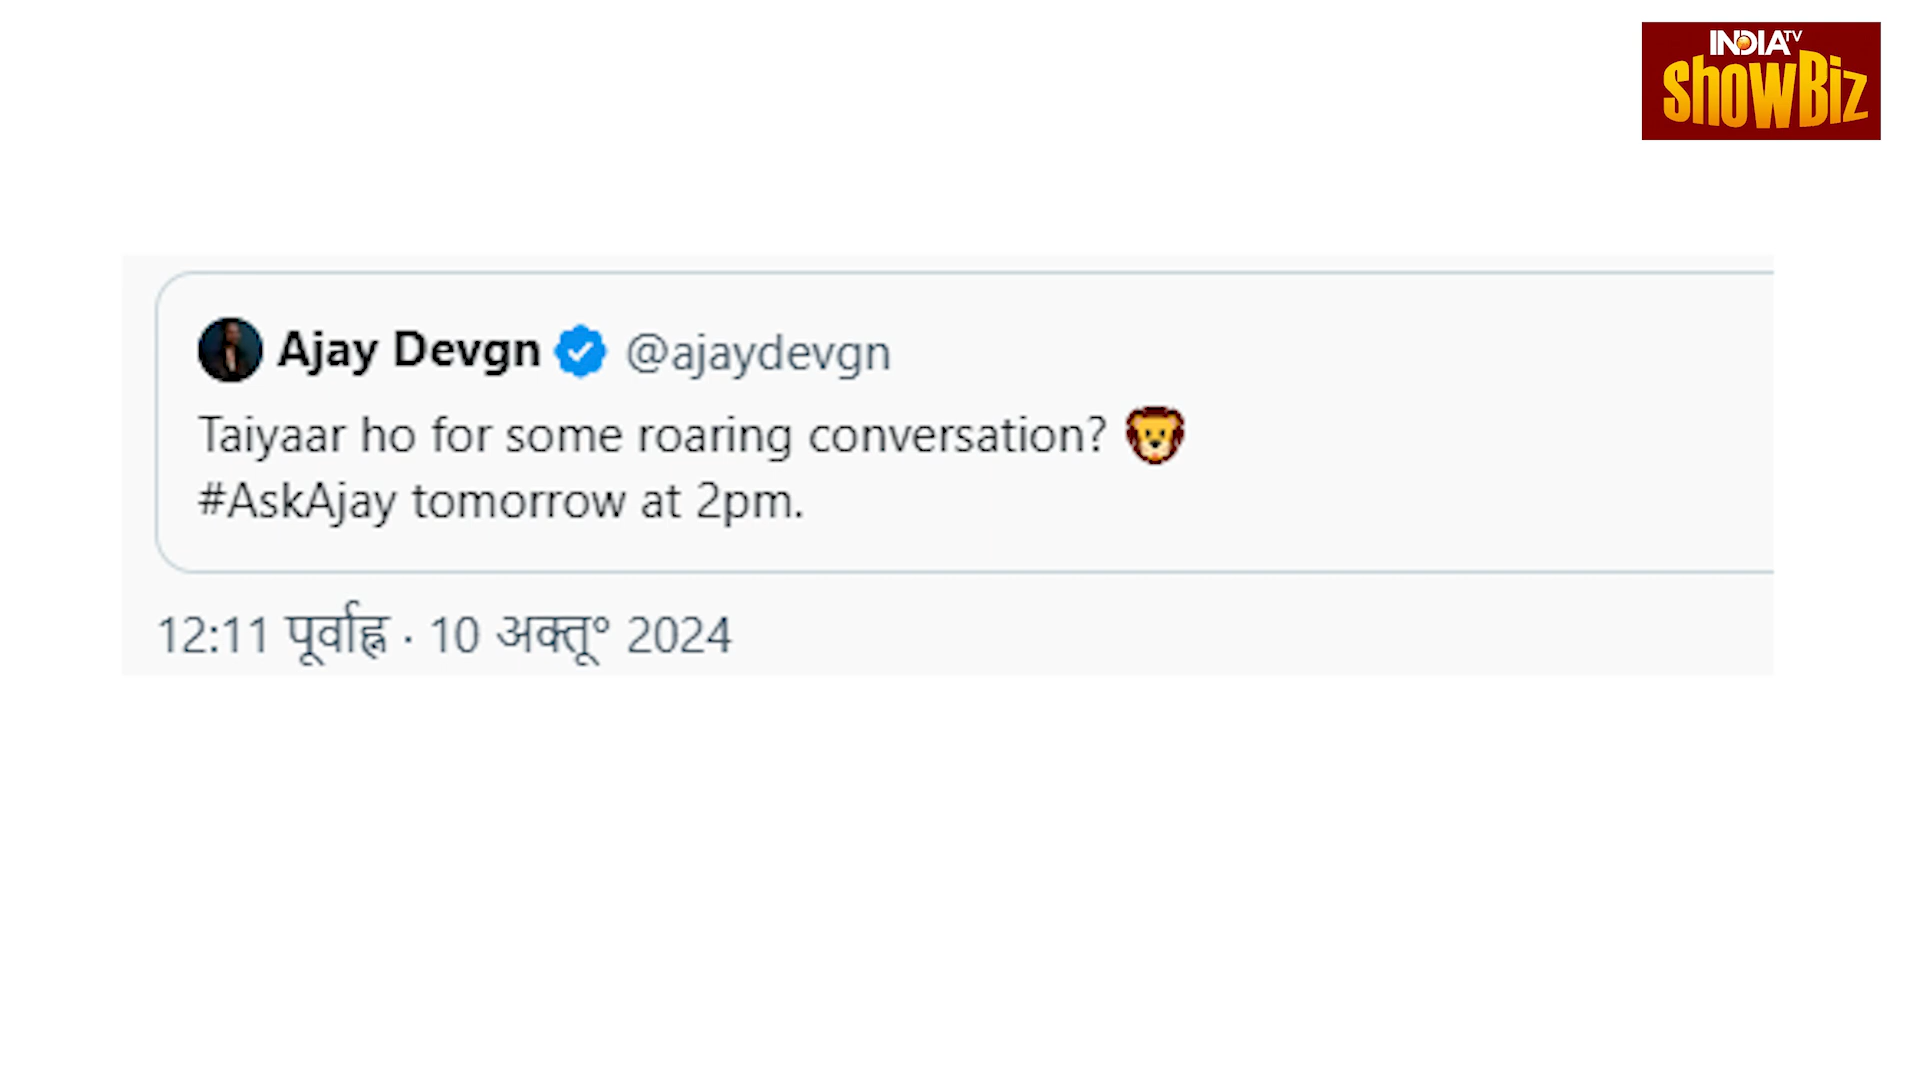 INDIA TV
ShowBiz
Ajay Devgn @ajaydevgn
Taiyaar ho for some roaring conversation? 🦁
#AskAjay tomorrow at 2pm.
12:11 पूर्वाह्न · 10 अक्तू॰ 2024